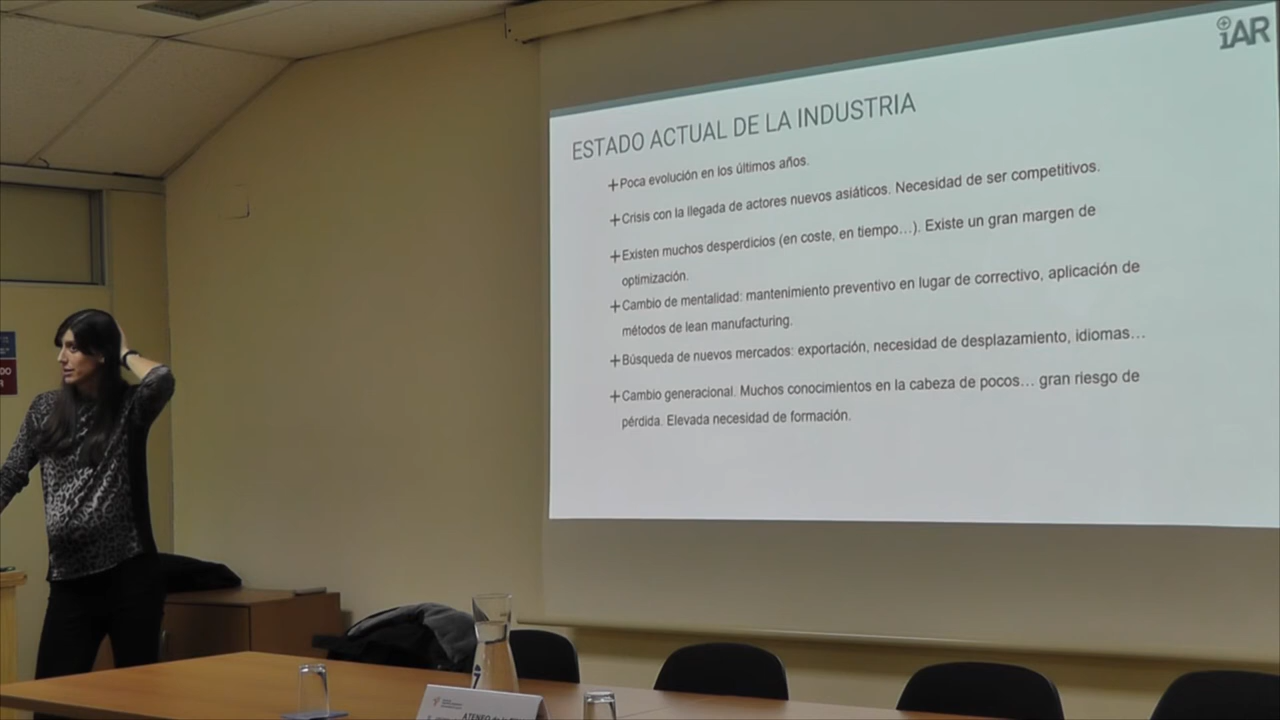 iAR
ESTADO ACTUAL DE LA INDUSTRIA
+Poca evolución en los últimos años.
+Crisis con la llegada de actores nuevos asiáticos. Necesidad de ser competitivos.
+Existen muchos desperdicios (en coste, en tiempo…). Existe un gran margen de
optimización.
+Cambio de mentalidad: mantenimiento preventivo en lugar de correctivo, aplicación de
métodos de lean manufacturing.
+Búsqueda de nuevos mercados: exportación, necesidad de desplazamiento, idiomas…
+Cambio generacional. Muchos conocimientos en la cabeza de pocos… gran riesgo de
pérdida. Elevada necesidad de formación.
ATENEO